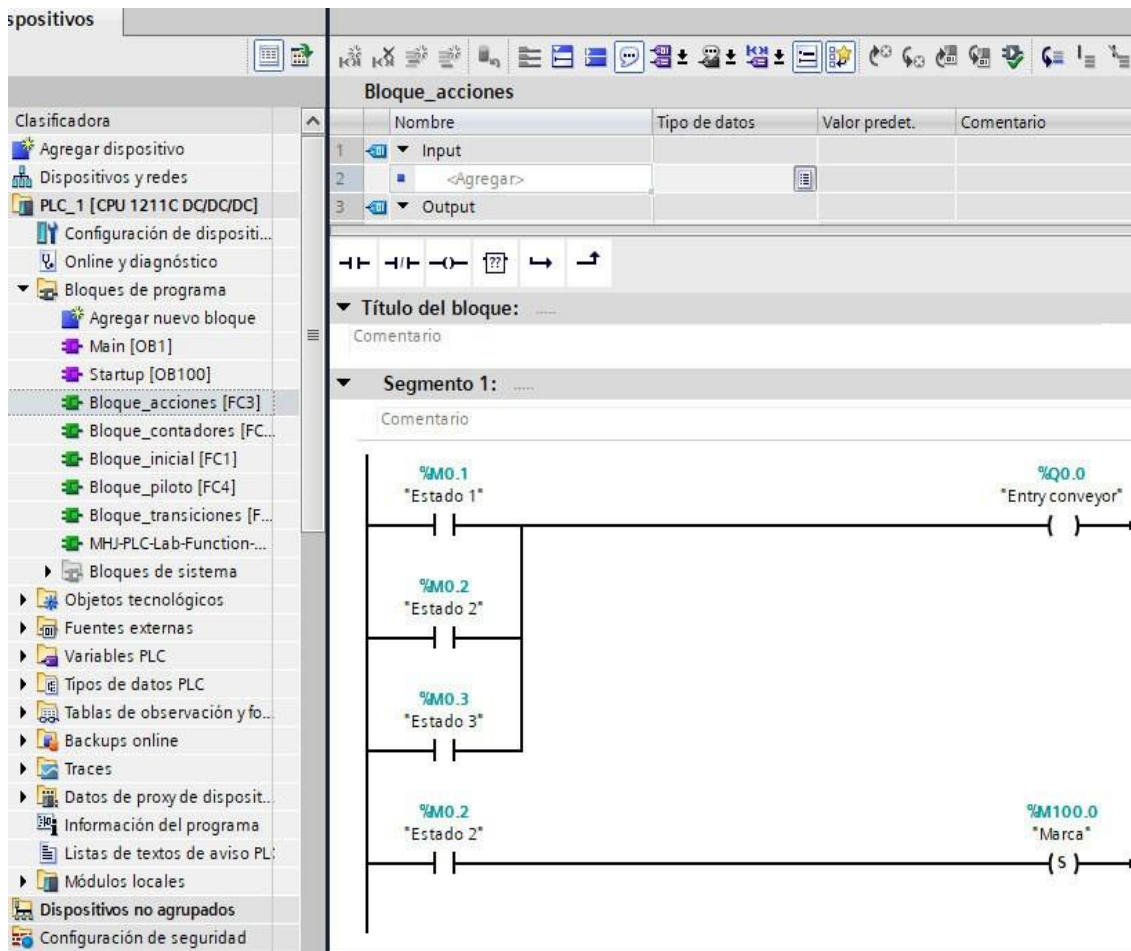 spositivos
Clasificadora
Agregar dispositivo
Dispositivos y redes
PLC_1 [CPU 1211C DC/DC/DC]
Configuración de dispositi...
Online y diagnóstico
Bloques de programa
Agregar nuevo bloque
Main [OB1]
Startup [OB100]
Bloque_acciones [FC3]
Bloque_contadores [FC...
Bloque_inicial [FC1]
Bloque_piloto [FC4]
Bloque_transiciones [F...
MHJ-PLC-Lab-Function-...
Bloques de sistema
Objetos tecnológicos
Fuentes externas
Variables PLC
Tipos de datos PLC
Tablas de observación y fo...
Backups online
Traces
Datos de proxy de disposit...
Información del programa
Listas de textos de aviso PLC
Módulos locales
Dispositivos no agrupados
Configuración de seguridad
Bloque_acciones
Nombre Tipo de datos Valor predet. Comentario
1 Input
2 <Agregar>
3 Output
??
Título del bloque: .....
Comentario
Segmento 1: .....
Comentario
%M0.1 %Q0.0
"Estado 1" "Entry conveyor"
%M0.2
"Estado 2"
%M0.3
"Estado 3"
%M0.2 %M100.0
"Estado 2" "Marca"
S